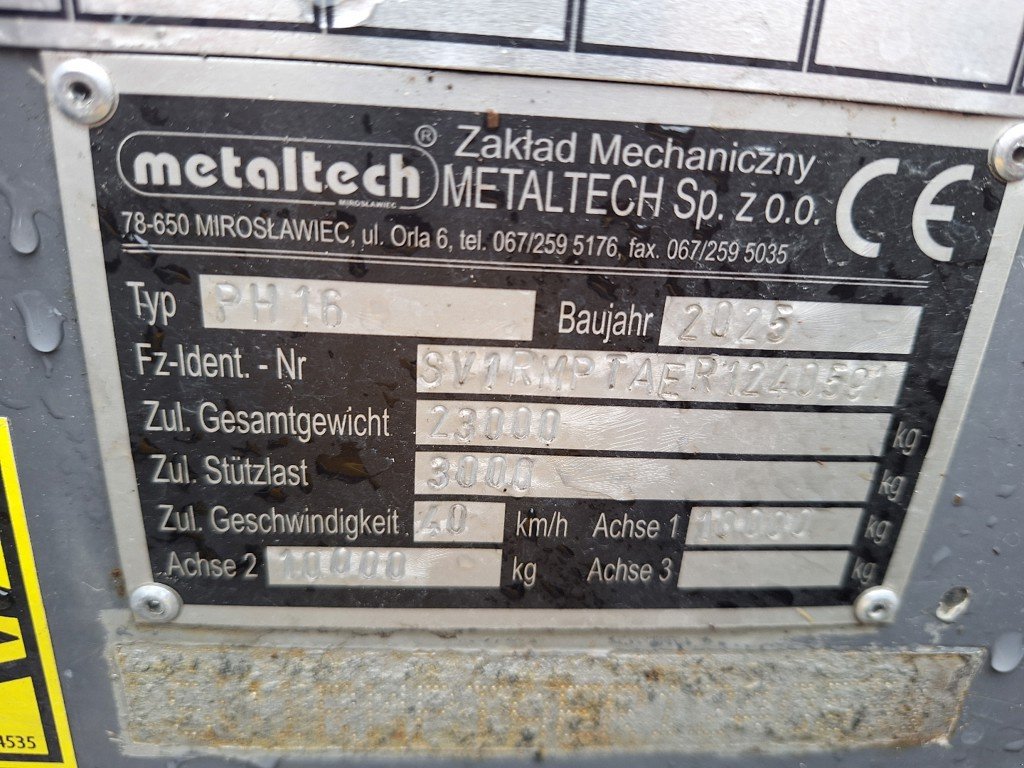 metaltech®
MIROSŁAWIEC
Zakład Mechaniczny
METALTECH Sp. z o.o.
CE
78-650 MIROSŁAWIEC, ul. Orla 6, tel. 067/259 5176, fax. 067/259 5035
Typ PH16 Baujahr 2025
Fz-Ident. - Nr SV1RMPTAER1240591
Zul. Gesamtgewicht 23000 kg
Zul. Stützlast 3000 kg
Zul. Geschwindigkeit 40 km/h Achse 1 10000 kg
Achse 2 10000 kg Achse 3 kg
4535